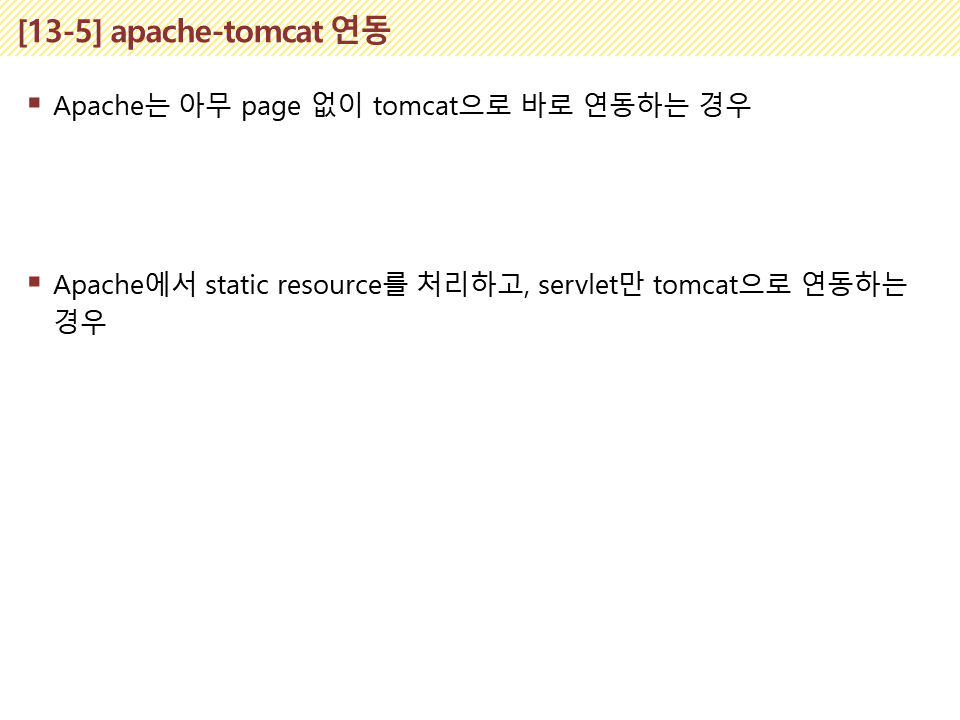 [13-5] apache-tomcat 연동
Apache는 아무 page 없이 tomcat으로 바로 연동하는 경우
Apache에서 static resource를 처리하고, servlet만 tomcat으로 연동하는
경우